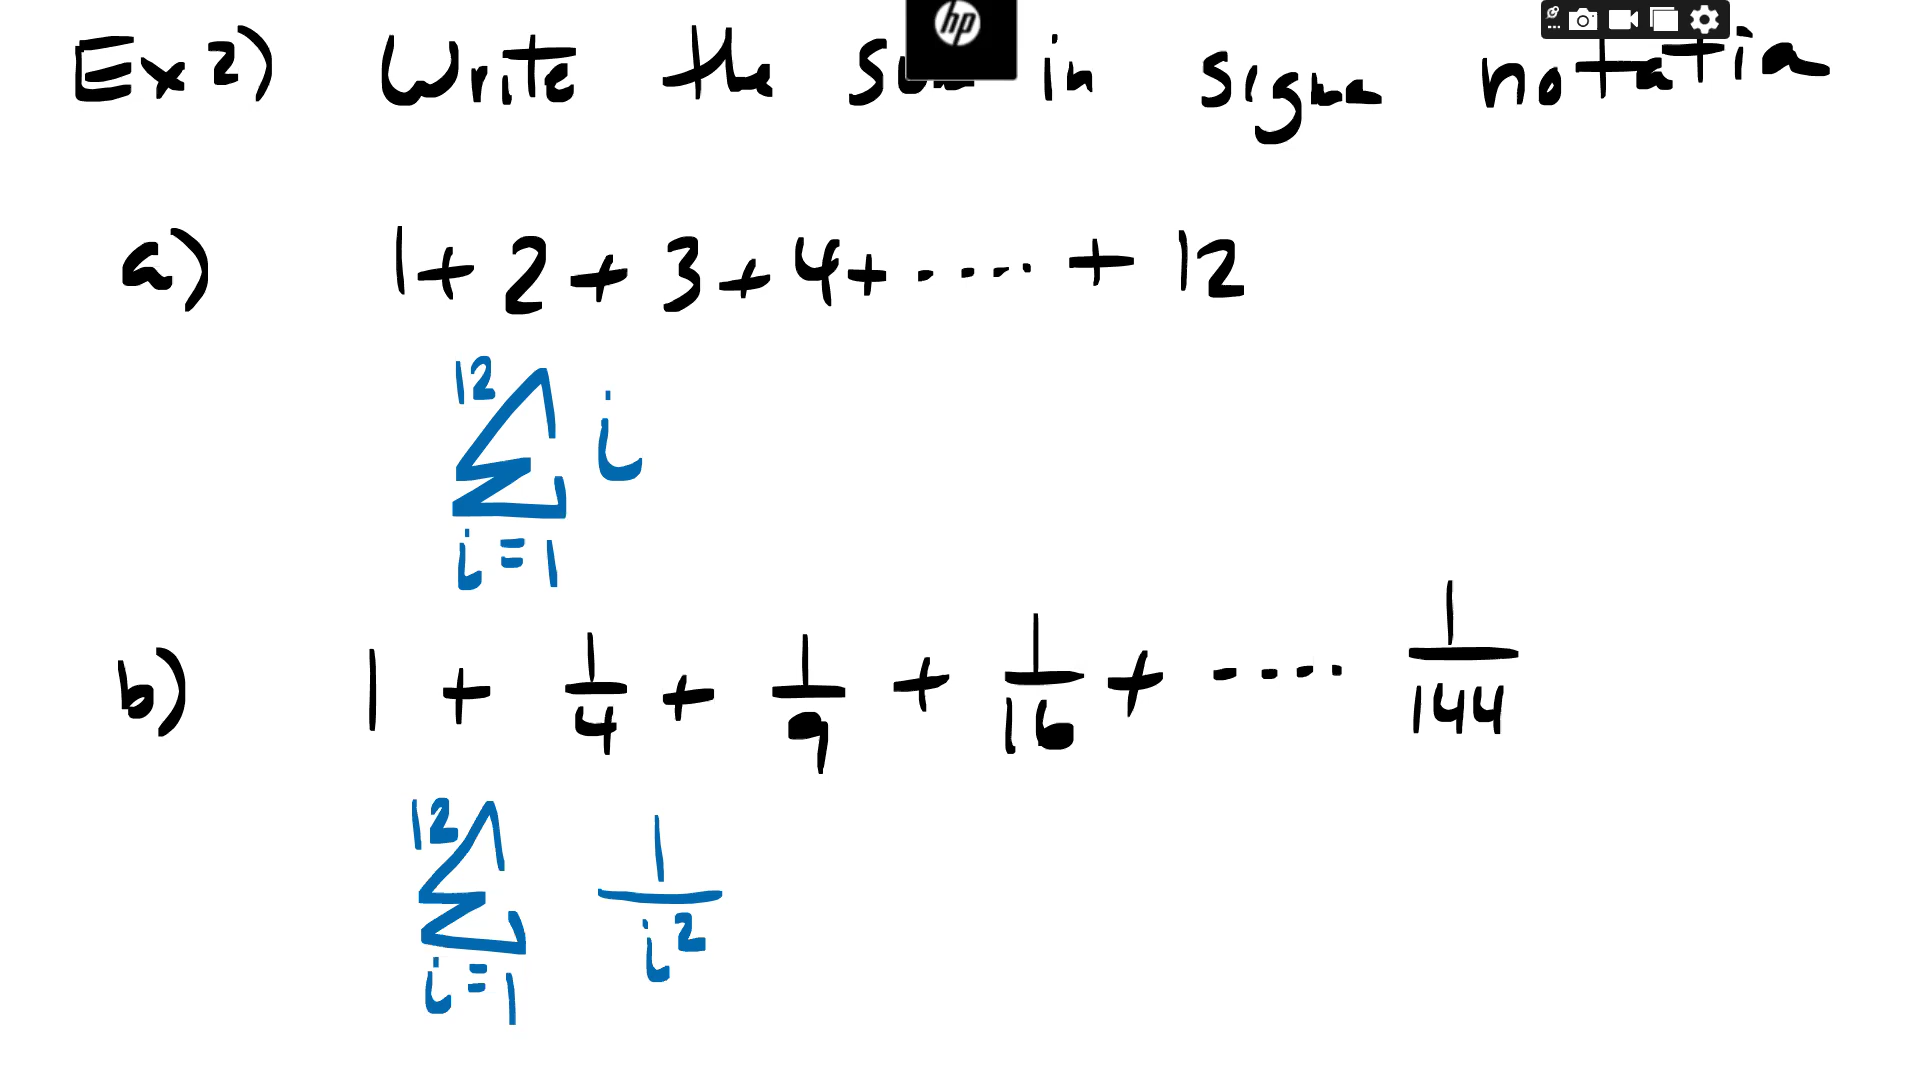 Ex 2) Write the in sigma notation
hp
a) 1 + 2 + 3 + 4 + ..... + 12
12
Σ i
i = 1
b) 1 + 1/4 + 1/9 + 1/16 + .... 1/144
12
Σ 1/i²
i = 1